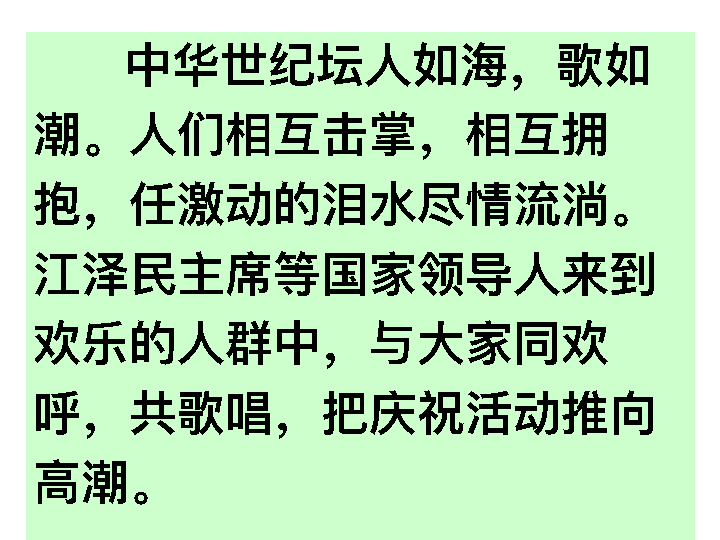 中华世纪坛人如海，歌如
潮。人们相互击掌，相互拥
抱，任激动的泪水尽情流淌。
江泽民主席等国家领导人来到
欢乐的人群中，与大家同欢
呼，共歌唱，把庆祝活动推向
高潮。